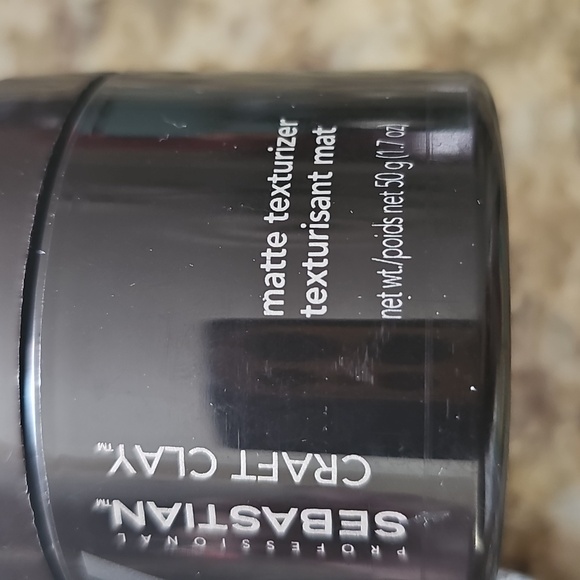 SEBASTIAN™
PROFESSIONAL
CRAFT CLAY™
matte texturizer
texturisant mat
net wt./poids net 50 g (1.7 oz)